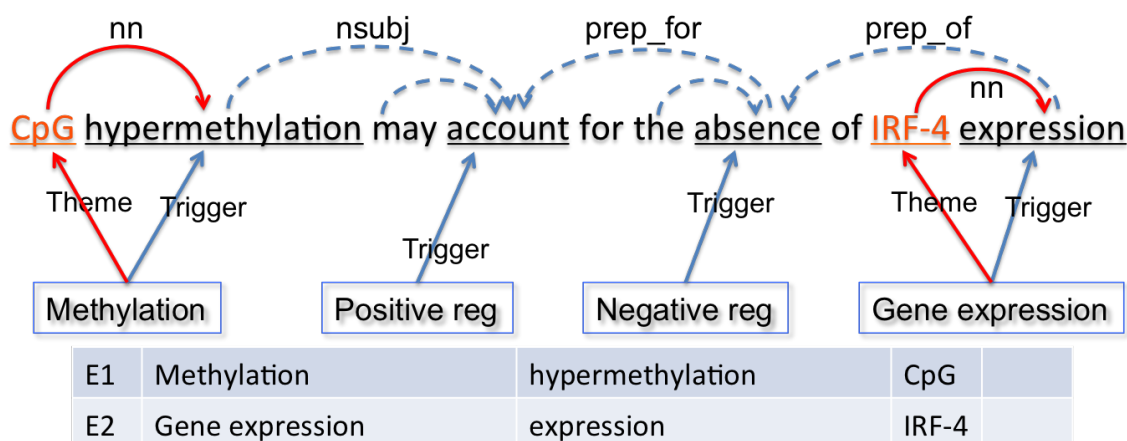 nn nsubj prep_for prep_of
nn
CpG hypermethylation may account for the absence of IRF-4 expression
Theme Trigger Trigger Trigger Theme Trigger
Methylation Positive reg Negative reg Gene expression
E1 Methylation hypermethylation CpG
E2 Gene expression expression IRF-4